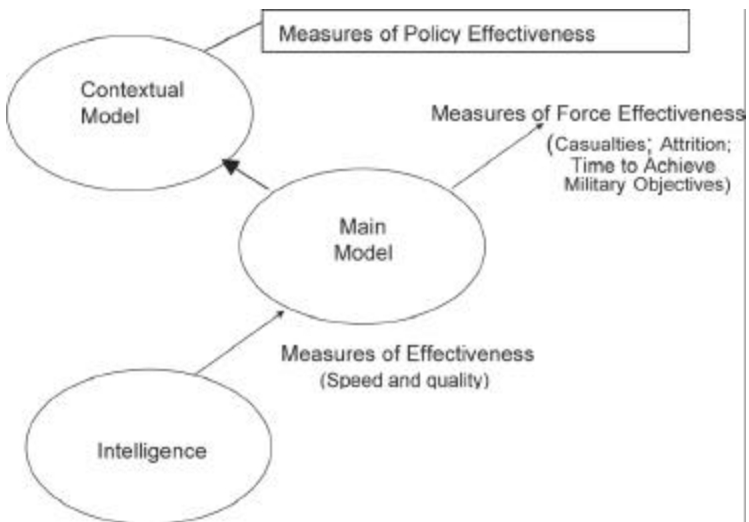 Measures of Policy Effectiveness
Contextual
Model
Measures of Force Effectiveness
(Casualties; Attrition;
Time to Achieve
Military Objectives)
Main
Model
Measures of Effectiveness
(Speed and quality)
Intelligence